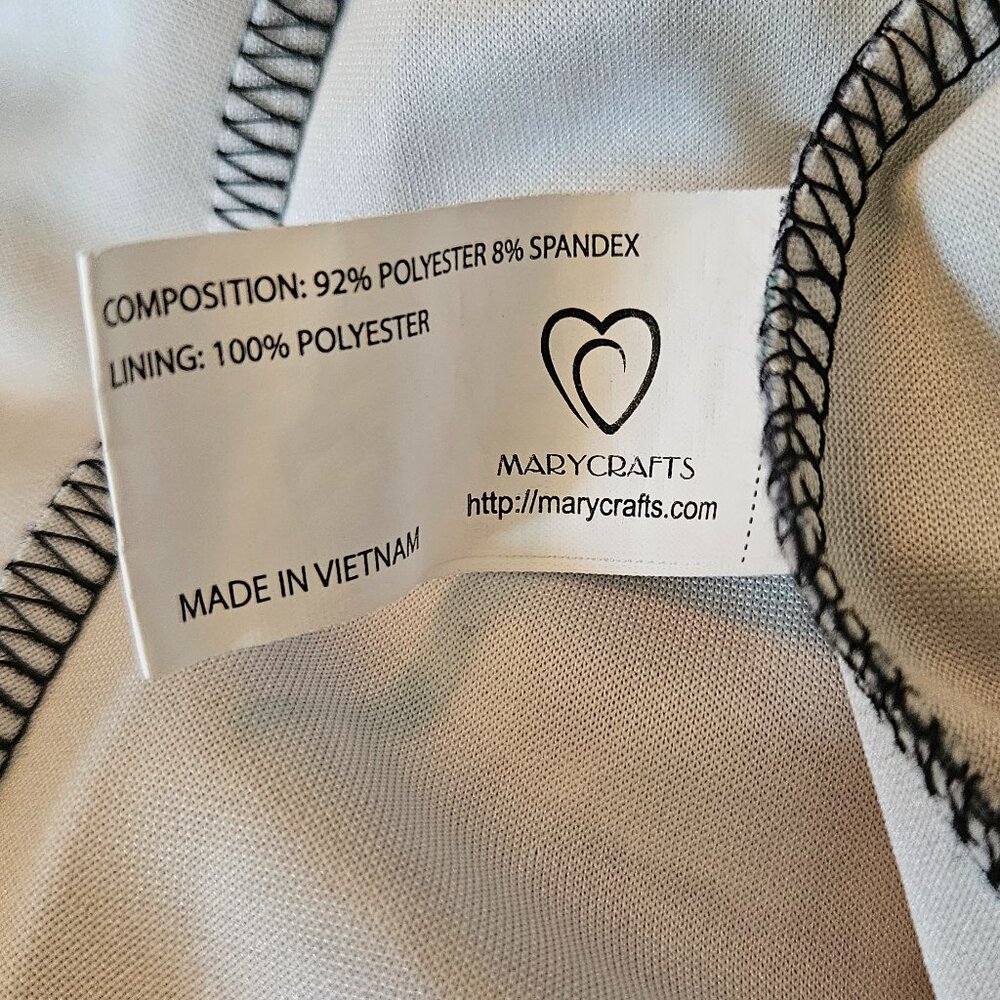 COMPOSITION: 92% POLYESTER 8% SPANDEX
LINING: 100% POLYESTER
MARYCRAFTS
http://marycrafts.com
MADE IN VIETNAM